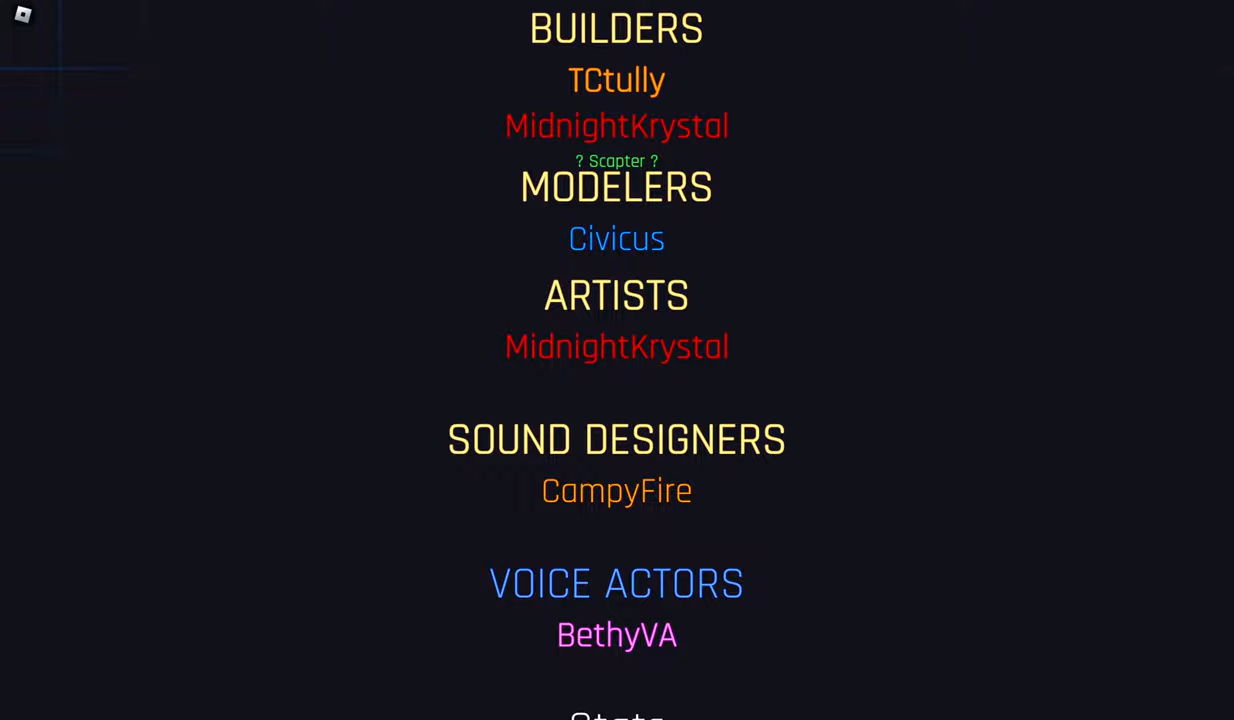 BUILDERS
TCtully
MidnightKrystal
? Scapter ?
MODELERS
Civicus
ARTISTS
MidnightKrystal
SOUND DESIGNERS
CampyFire
VOICE ACTORS
BethyVA